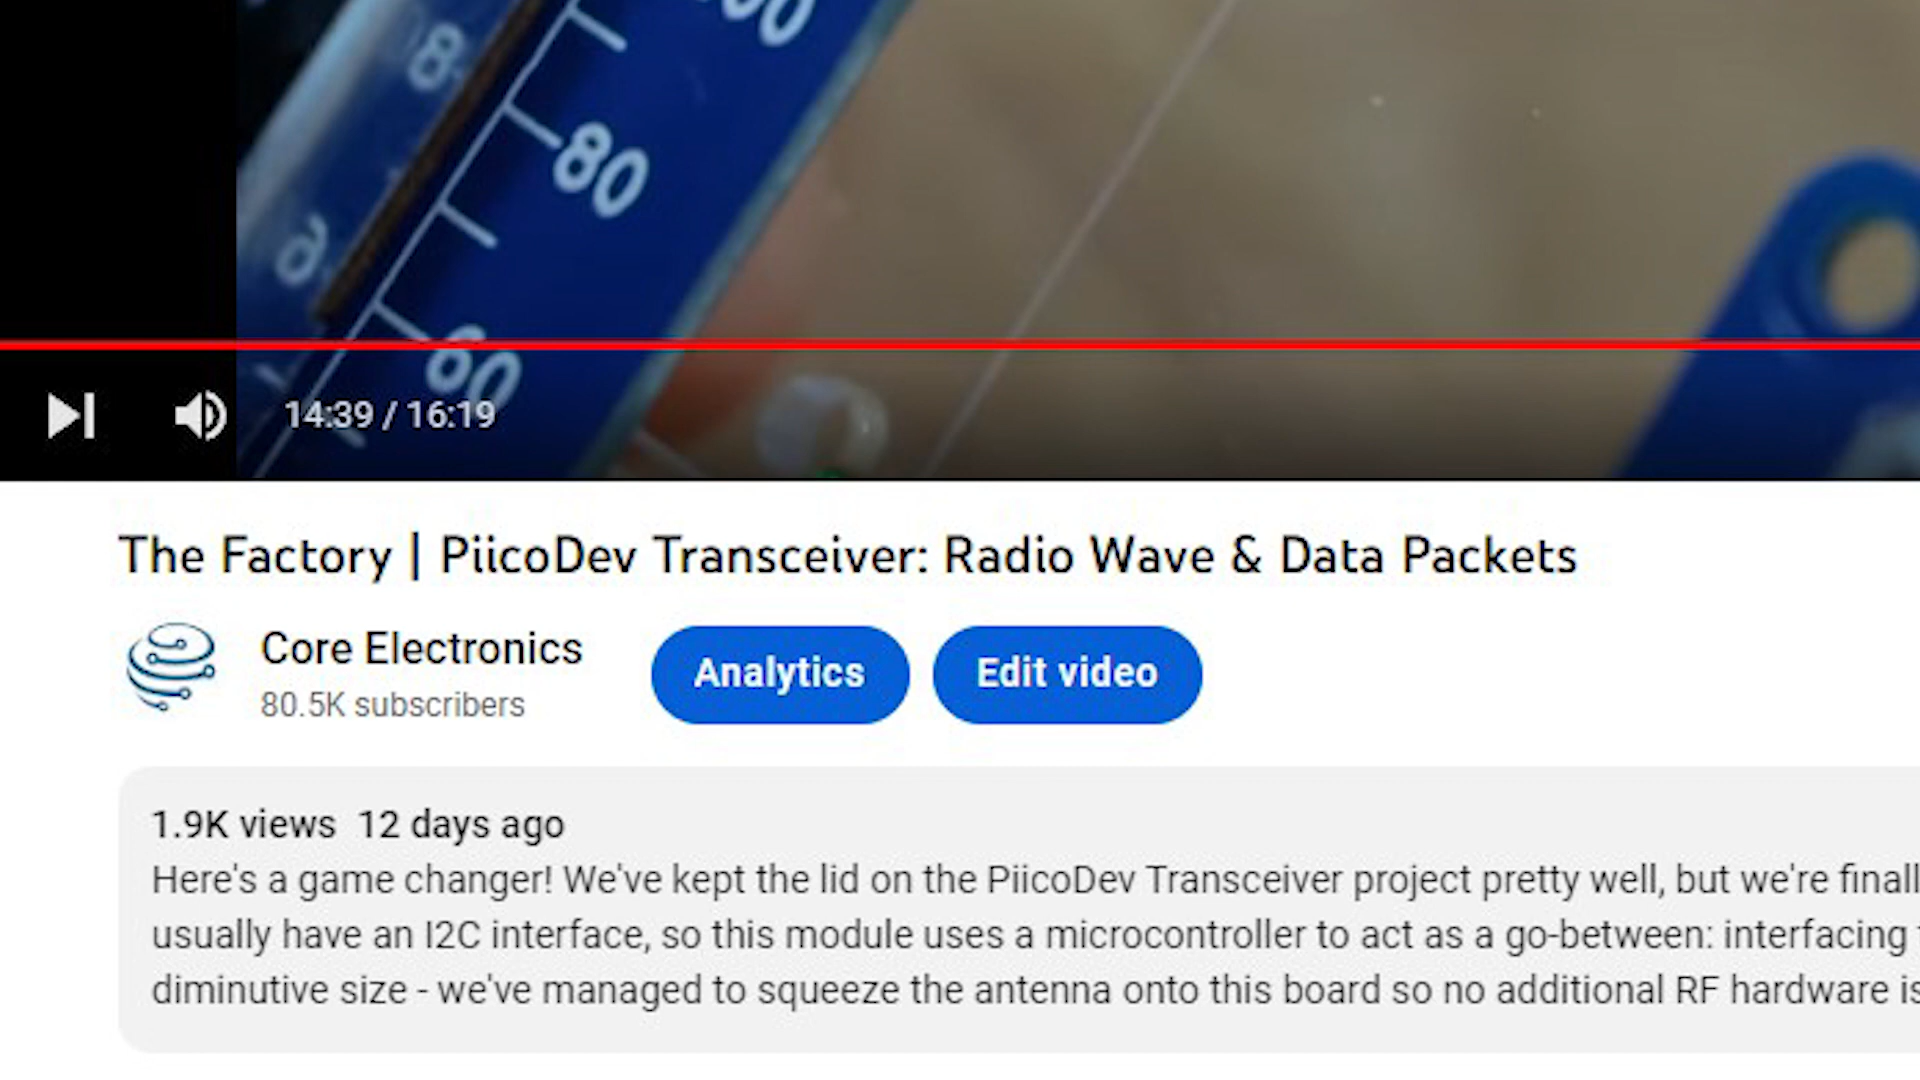 8
80
60
14:39 / 16:19
The Factory | PiicoDev Transceiver: Radio Wave & Data Packets
Core Electronics
80.5K subscribers
Analytics
Edit video
1.9K views 12 days ago
Here's a game changer! We've kept the lid on the PiicoDev Transceiver project pretty well, but we're finall
usually have an I2C interface, so this module uses a microcontroller to act as a go-between: interfacing
diminutive size - we've managed to squeeze the antenna onto this board so no additional RF hardware is